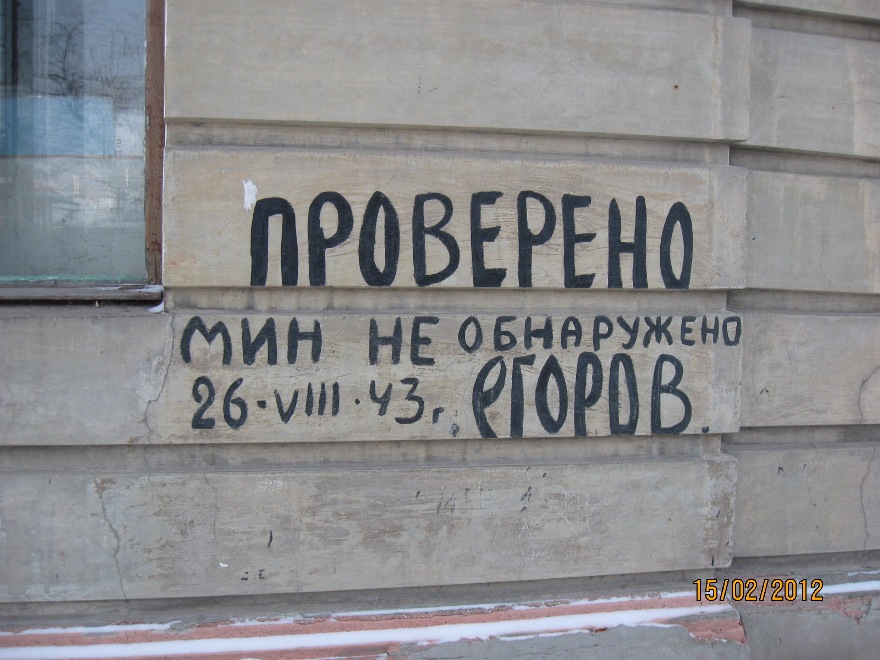 ПРОВЕРЕНО
МИН НЕ ОБНАРУЖЕНО
26·VIII·43г. ЕГОРОВ.
15/02/2012